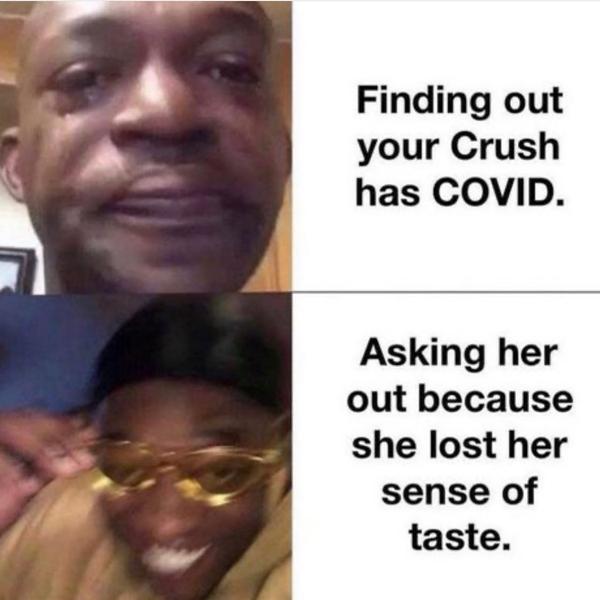 Finding out
your Crush
has COVID.
Asking her
out because
she lost her
sense of
taste.